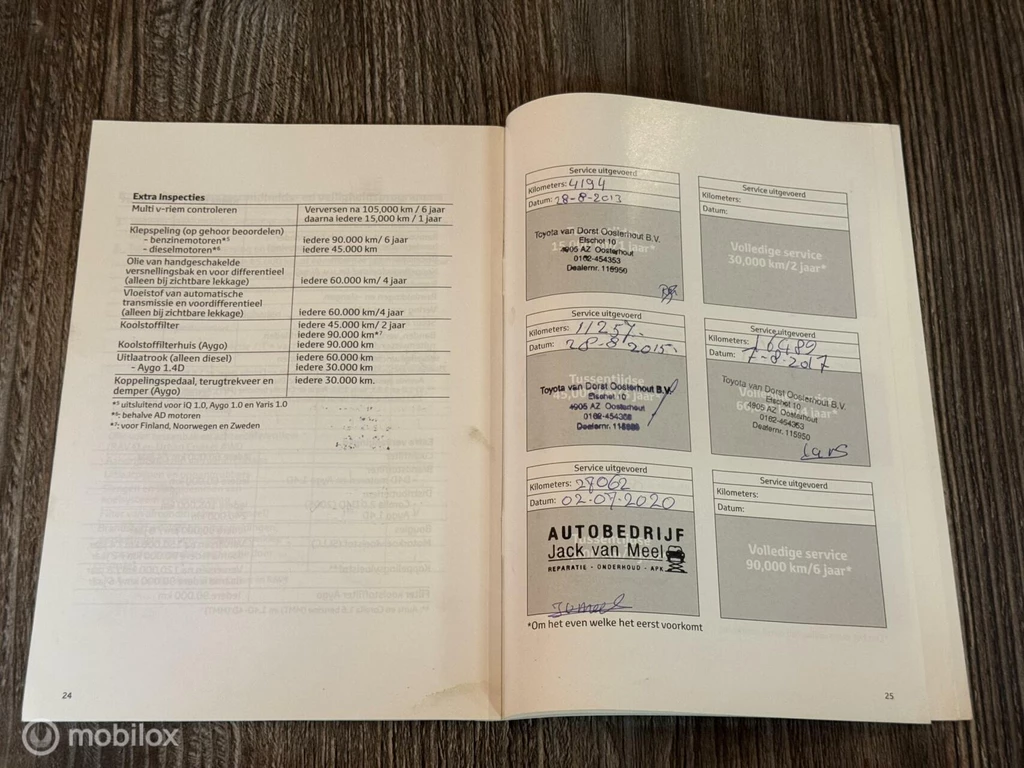 Extra Inspecties
Multi v-riem controleren Verversen na 105,000 km / 6 jaar
daarna iedere 15,000 km / 1 jaar
Klepspeling (op gehoor beoordelen)
- benzinemotoren*5 iedere 90.000 km/ 6 jaar
- dieselmotoren*6 iedere 45.000 km
Olie van handgeschakelde
versnellingsbak en voor differentieel
(alleen bij zichtbare lekkage) iedere 60.000 km/ 4 jaar
Vloeistof van automatische
transmissie en voordifferentieel
(alleen bij zichtbare lekkage) iedere 60.000 km/4 jaar
Koolstoffilter iedere 45.000 km/ 2 jaar
iedere 90.000 km*7
Koolstoffilterhuis (Aygo) iedere 90.000 km
Uitlaatrook (alleen diesel) iedere 60.000 km
- Aygo 1.4D iedere 30.000 km
Koppelingspedaal, terugtrekveer en iedere 30.000 km.
demper (Aygo)
*5 uitsluitend voor iQ 1.0, Aygo 1.0 en Yaris 1.0
*6: behalve AD motoren
*7: voor Finland, Noorwegen en Zweden
24
Service uitgevoerd
Kilometers: 4194
Datum: 28-8-2013
Toyota van Dorst Oosterhout B.V.
Elschot 10
4905 AZ Oosterhout
0162-454353
Dealernr. 115950
Service uitgevoerd
Kilometers:
Datum:
Volledige service
30,000 km/2 jaar*
Service uitgevoerd
Kilometers: 11257.
Datum: 28-8-2015.
Tussentijdse
Toyota van Dorst Oosterhout B.V.
Elschot 10
4905 AZ Oosterhout
0162-454353
Dealernr. 115950
Service uitgevoerd
Kilometers: 16489
Datum: 7-8-2017
Toyota van Dorst Oosterhout B.V.
Elschot 10
4905 AZ Oosterhout
0162-454353
Dealernr. 115950
Lars
Service uitgevoerd
Kilometers: 28062
Datum: 02-07-2020
AUTOBEDRIJF
Jack van Meel
REPARATIE - ONDERHOUD - APK
Service uitgevoerd
Kilometers:
Datum:
Volledige service
90,000 km/6 jaar*
*Om het even welke het eerst voorkomt
25
mobilox